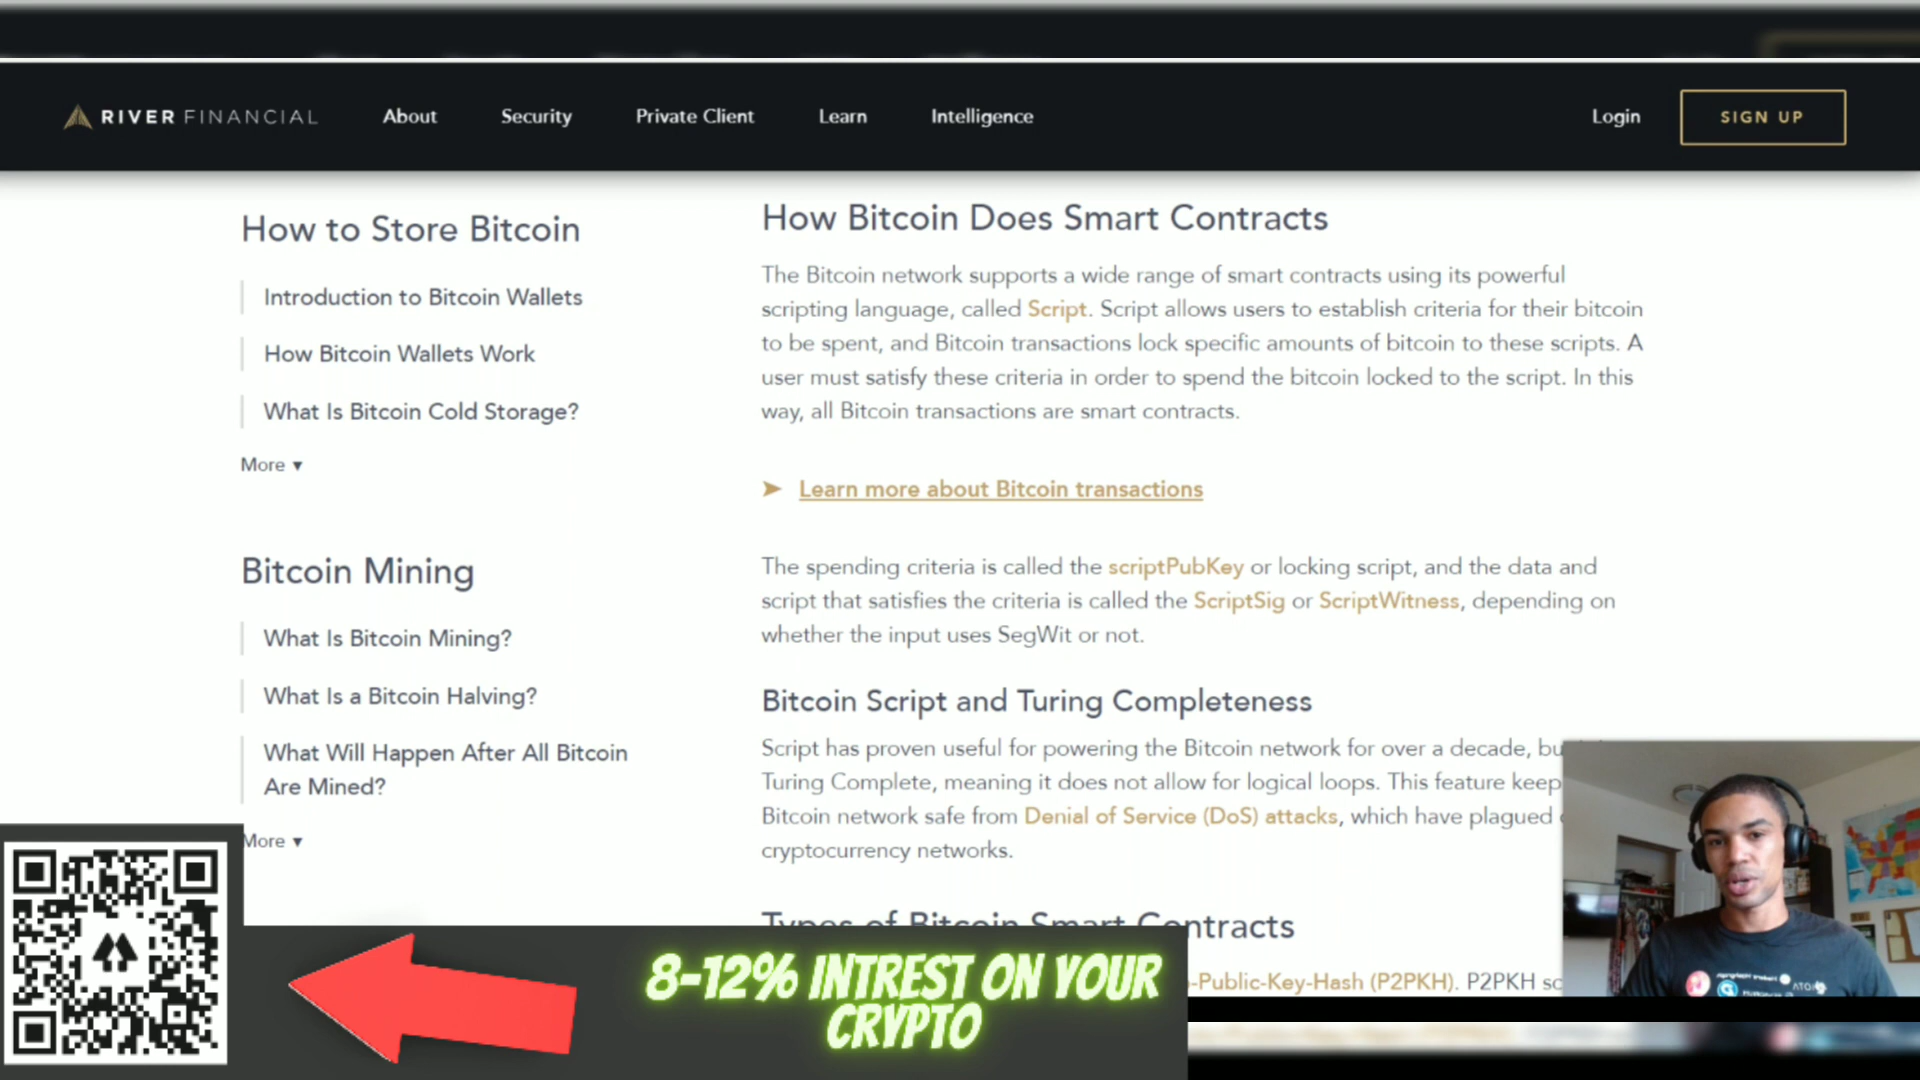 RIVER FINANCIAL
About
Security
Private Client
Learn
Intelligence
Login
SIGN UP
How to Store Bitcoin
Introduction to Bitcoin Wallets
How Bitcoin Wallets Work
What Is Bitcoin Cold Storage?
More ▾
Bitcoin Mining
What Is Bitcoin Mining?
What Is a Bitcoin Halving?
What Will Happen After All Bitcoin
Are Mined?
More ▾
How Bitcoin Does Smart Contracts
The Bitcoin network supports a wide range of smart contracts using its powerful
scripting language, called Script. Script allows users to establish criteria for their bitcoin
to be spent, and Bitcoin transactions lock specific amounts of bitcoin to these scripts. A
user must satisfy these criteria in order to spend the bitcoin locked to the script. In this
way, all Bitcoin transactions are smart contracts.
➤ Learn more about Bitcoin transactions
The spending criteria is called the scriptPubKey or locking script, and the data and
script that satisfies the criteria is called the ScriptSig or ScriptWitness, depending on
whether the input uses SegWit or not.
Bitcoin Script and Turing Completeness
Script has proven useful for powering the Bitcoin network for over a decade,
Turing Complete, meaning it does not allow for logical loops. This feature keep
Bitcoin network safe from Denial of Service (DoS) attacks, which have plagued
cryptocurrency networks.
Types of Bitcoin Smart Contracts
-Public-Key-Hash (P2PKH). P2PKH
8-12% INTREST ON YOUR
CRYPTO